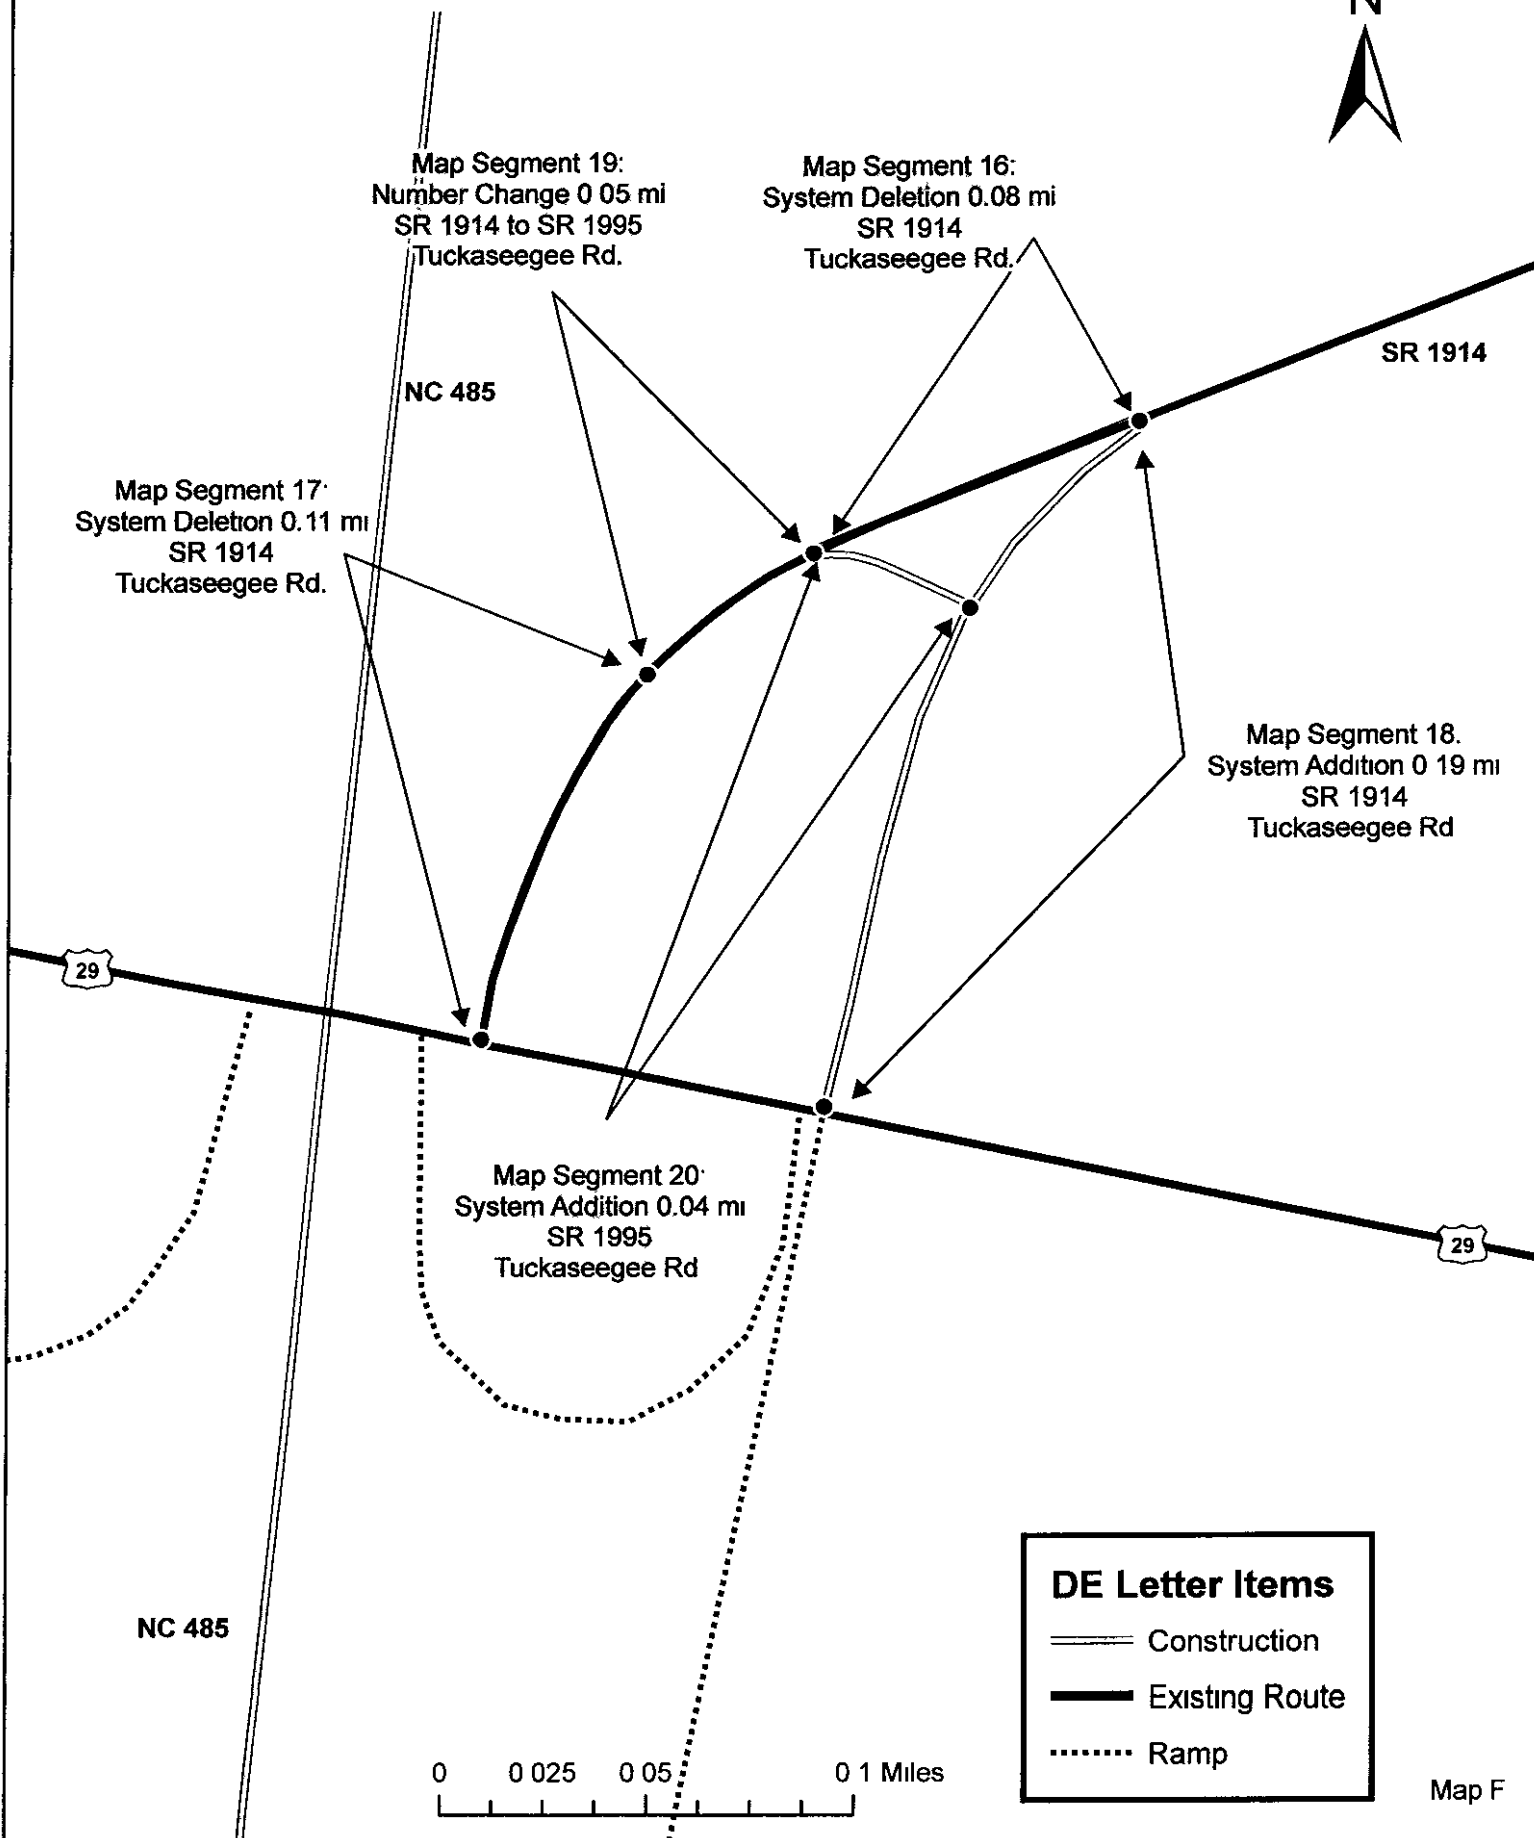 N
Map Segment 19:
Number Change 0 05 mi
SR 1914 to SR 1995
Tuckaseegee Rd.
Map Segment 16:
System Deletion 0.08 mi
SR 1914
Tuckaseegee Rd.
SR 1914
NC 485
Map Segment 17:
System Deletion 0.11 mi
SR 1914
Tuckaseegee Rd.
Map Segment 18.
System Addition 0 19 mi
SR 1914
Tuckaseegee Rd
29
Map Segment 20:
System Addition 0.04 mi
SR 1995
Tuckaseegee Rd
29
NC 485
DE Letter Items
Construction
Existing Route
Ramp
0 0 025 0 05 0 1 Miles
Map F